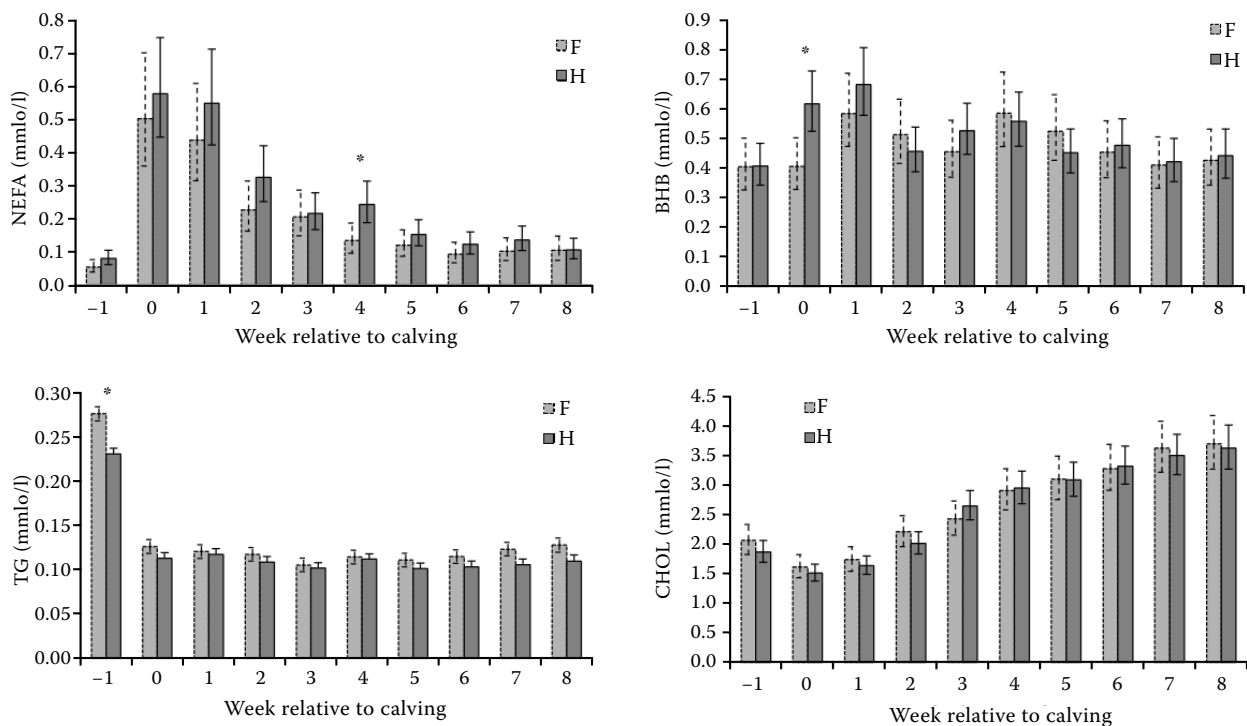 0.8
0.7
0.6
0.5
0.4
0.3
0.2
0.1
0.0
NEFA (mmlo/l)
F
H
*
−1 0 1 2 3 4 5 6 7 8
Week relative to calving
0.9
0.8
0.7
0.6
0.5
0.4
0.3
0.2
0.1
0.0
BHB (mmlo/l)
*
F
H
−1 0 1 2 3 4 5 6 7 8
Week relative to calving
0.30
0.25
0.20
0.15
0.10
0.05
0.00
TG (mmlo/l)
*
F
H
−1 0 1 2 3 4 5 6 7 8
Week relative to calving
4.5
4.0
3.5
3.0
2.5
2.0
1.5
1.0
0.5
0.0
CHOL (mmlo/l)
F
H
−1 0 1 2 3 4 5 6 7 8
Week relative to calving